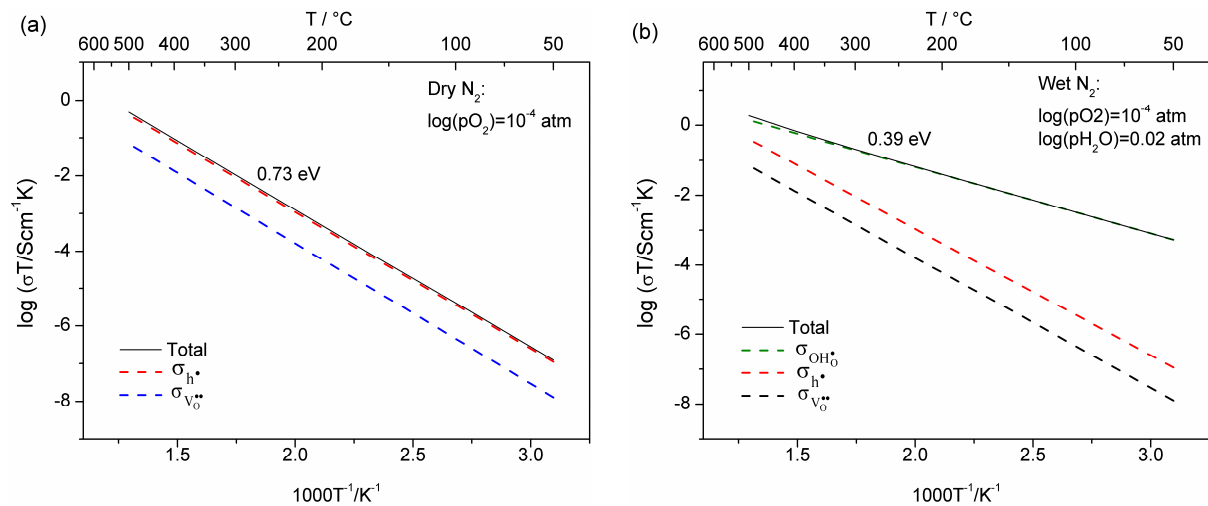 (a)
T / °C
600 500 400 300 200 100 50
Dry N₂:
log(pO₂)=10⁻⁴ atm
0.73 eV
log (σT/Scm⁻¹K)
0
-2
-4
-6
-8
Total
σh•
σV_O••
1.5 2.0 2.5 3.0
1000T⁻¹/K⁻¹
(b)
T / °C
600 500 400 300 200 100 50
Wet N₂:
log(pO2)=10⁻⁴ atm
log(pH₂O)=0.02 atm
0.39 eV
log (σT/Scm⁻¹K)
0
-2
-4
-6
-8
Total
σOH_O•
σh•
σV_O••
1.5 2.0 2.5 3.0
1000T⁻¹/K⁻¹